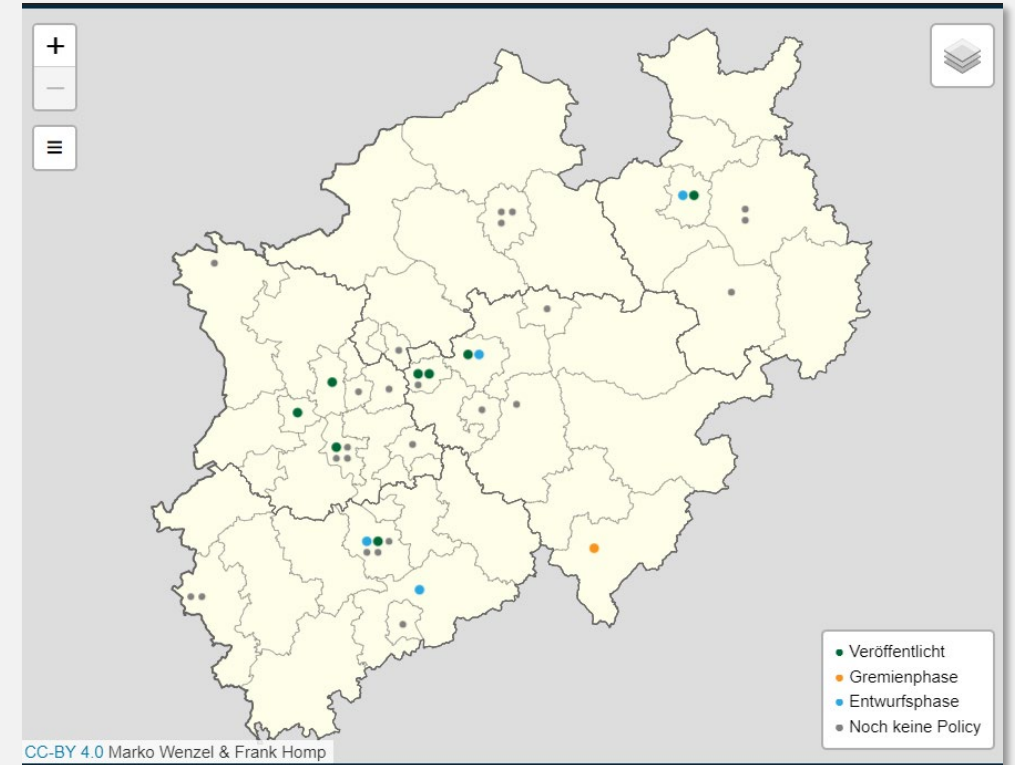 +
−
≡
Veröffentlicht
Gremienphase
Entwurfsphase
Noch keine Policy
CC-BY 4.0 Marko Wenzel & Frank Homp